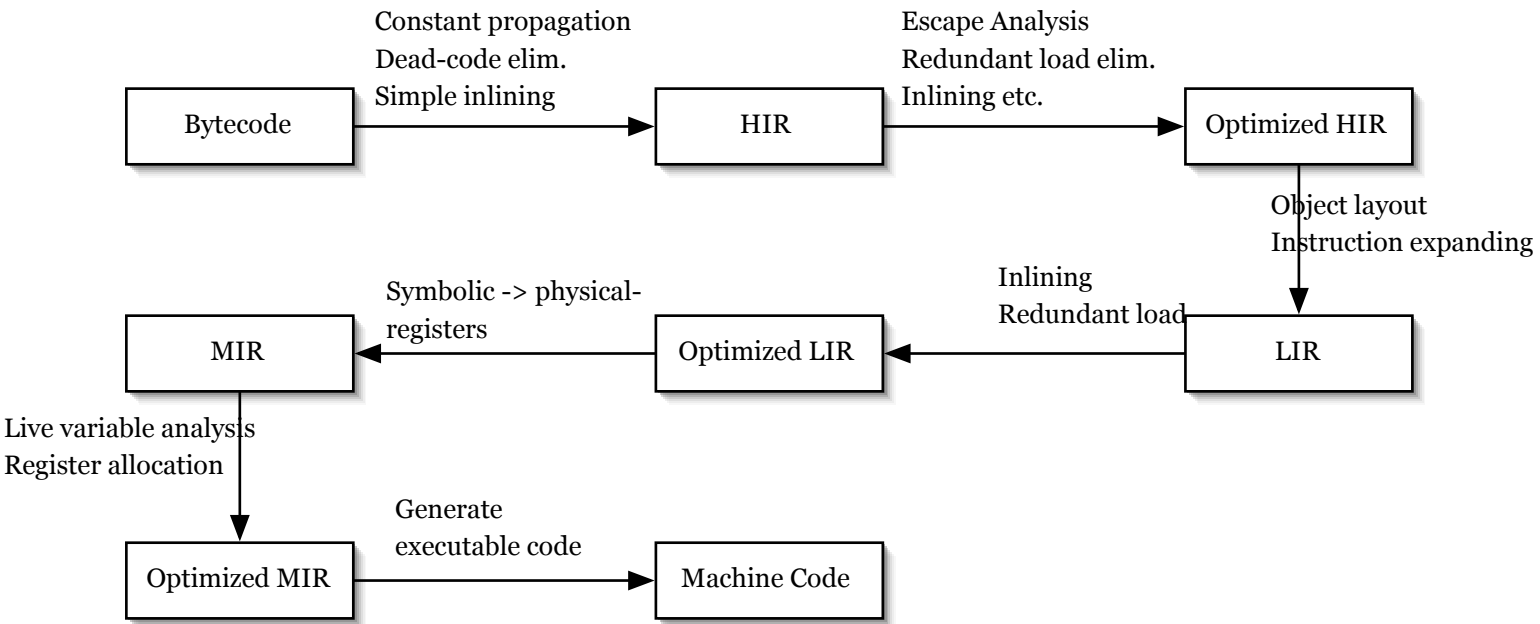 Constant propagation
Dead-code elim.
Simple inlining
Escape Analysis
Redundant load elim.
Inlining etc.
Bytecode
HIR
Optimized HIR
Object layout
Instruction expanding
Inlining
Redundant load
Symbolic -> physical-
registers
MIR
Optimized LIR
LIR
Live variable analysis
Register allocation
Generate
executable code
Optimized MIR
Machine Code